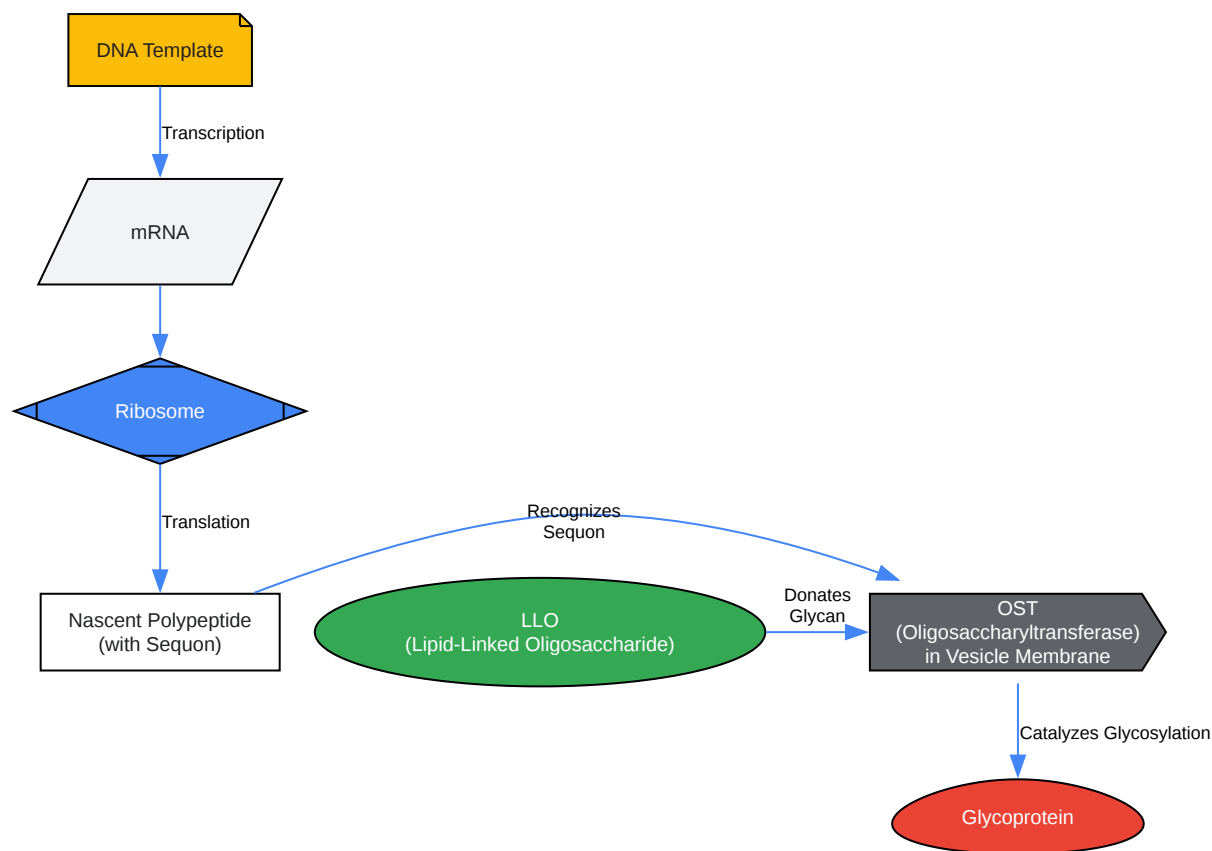 DNA Template
Transcription
mRNA
Ribosome
Translation
Recognizes
Sequon
Nascent Polypeptide
(with Sequon)
LLO
(Lipid-Linked Oligosaccharide)
Donates
Glycan
OST
(Oligosaccharyltransferase)
in Vesicle Membrane
Catalyzes Glycosylation
Glycoprotein